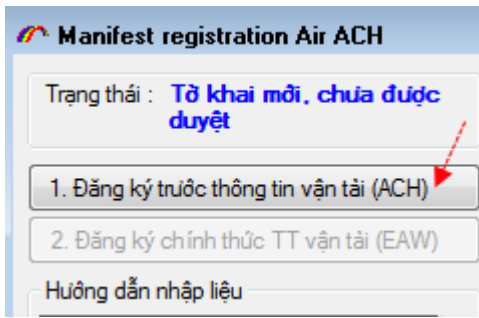 Manifest registration Air ACH
Trạng thái : Tờ khai mới, chưa được
duyệt
1. Đăng ký trước thông tin vận tải (ACH)
2. Đăng ký chính thức TT vận tải (EAW)
Hướng dẫn nhập liệu